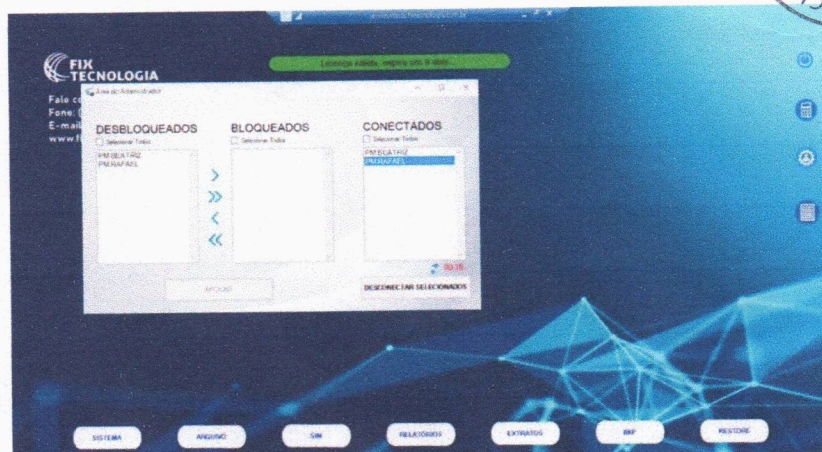 FIX
TECNOLOGIA
Licença válida, expira em 8 dias...
Área do Administrador
Fale co
Fone: (
E-mail
www.fi
DESBLOQUEADOS
BLOQUEADOS
CONECTADOS
Selecionar Todos
Selecionar Todos
Selecionar Todos
PM.BEATRIZ
PM.RAFAEL
PM.BEATRIZ
PM.RAFAEL
>
>>
<
<<
APLICAR
DESCONECTAR SELECIONADOS
SISTEMA
ARQUIVO
SIM
RELATÓRIOS
EXTRATOS
BKP
RESTORE